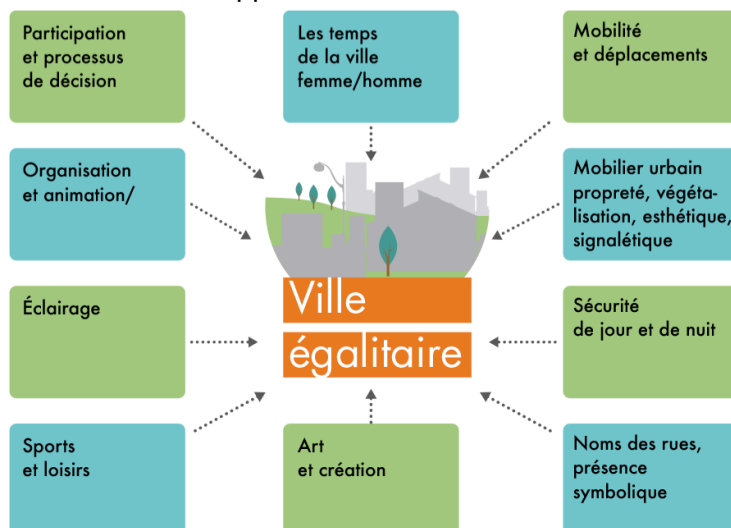 Participation
et processus
de décision
Les temps
de la ville
femme/homme
Mobilité
et déplacements
Organisation
et animation/
Mobilier urbain
propreté, végéta-
lisation, esthétique,
signalétique
Éclairage
Ville
égalitaire
Sécurité
de jour et de nuit
Sports
et loisirs
Art
et création
Noms des rues,
présence
symbolique